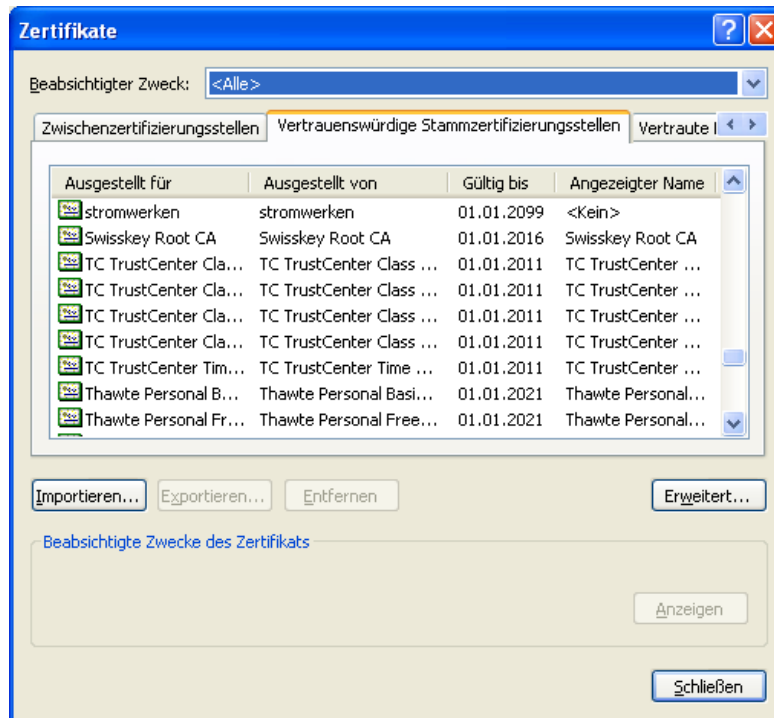 Zertifikate
Beabsichtigter Zweck: <Alle>
Zwischenzertifizierungsstellen Vertrauenswürdige Stammzertifizierungsstellen Vertraute
Ausgestellt für Ausgestellt von Gültig bis Angezeigter Name
stromwerken stromwerken 01.01.2099 <Kein>
Swisskey Root CA Swisskey Root CA 01.01.2016 Swisskey Root CA
TC TrustCenter Cla... TC TrustCenter Class ... 01.01.2011 TC TrustCenter ...
TC TrustCenter Cla... TC TrustCenter Class ... 01.01.2011 TC TrustCenter ...
TC TrustCenter Cla... TC TrustCenter Class ... 01.01.2011 TC TrustCenter ...
TC TrustCenter Cla... TC TrustCenter Class ... 01.01.2011 TC TrustCenter ...
TC TrustCenter Tim... TC TrustCenter Time ... 01.01.2011 TC TrustCenter ...
Thawte Personal B... Thawte Personal Basi... 01.01.2021 Thawte Personal...
Thawte Personal Fr... Thawte Personal Free... 01.01.2021 Thawte Personal...
Importieren... Exportieren... Entfernen Erweitert...
Beabsichtigte Zwecke des Zertifikats
Anzeigen
Schließen